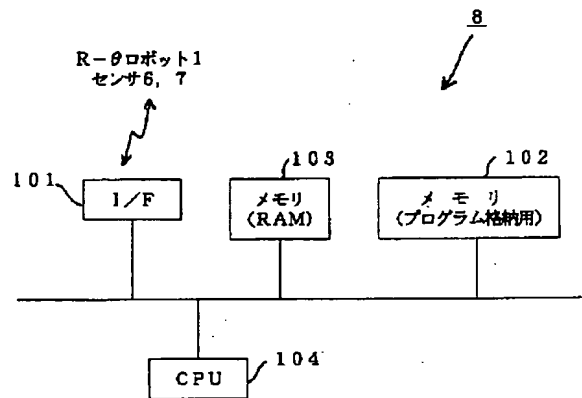 8
R-θロボット1
センサ6, 7
101
I/F
103
メモリ
(RAM)
102
メモリ
(プログラム格納用)
CPU
104